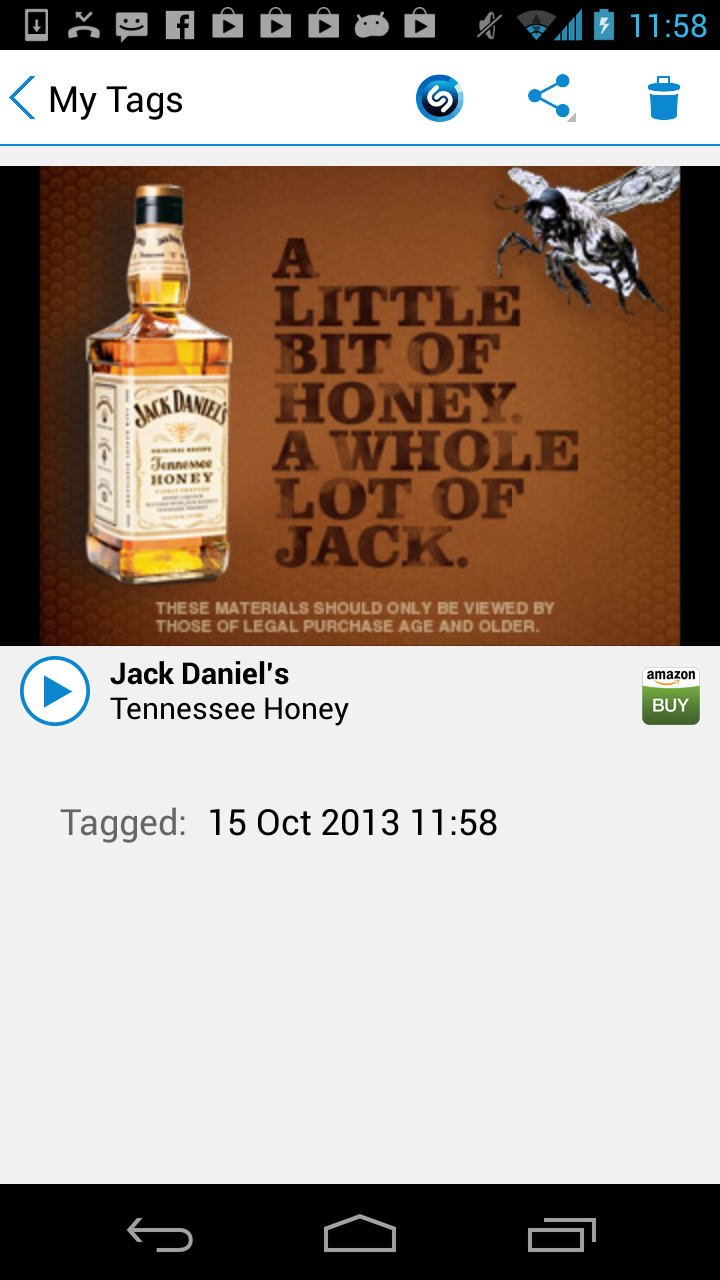 11:58
My Tags
JACK DANIEL'S
Tennessee
HONEY
A
LITTLE
BIT OF
HONEY.
A WHOLE
LOT OF
JACK.
THESE MATERIALS SHOULD ONLY BE VIEWED BY
THOSE OF LEGAL PURCHASE AGE AND OLDER.
Jack Daniel's
Tennessee Honey
amazon
BUY
Tagged: 15 Oct 2013 11:58